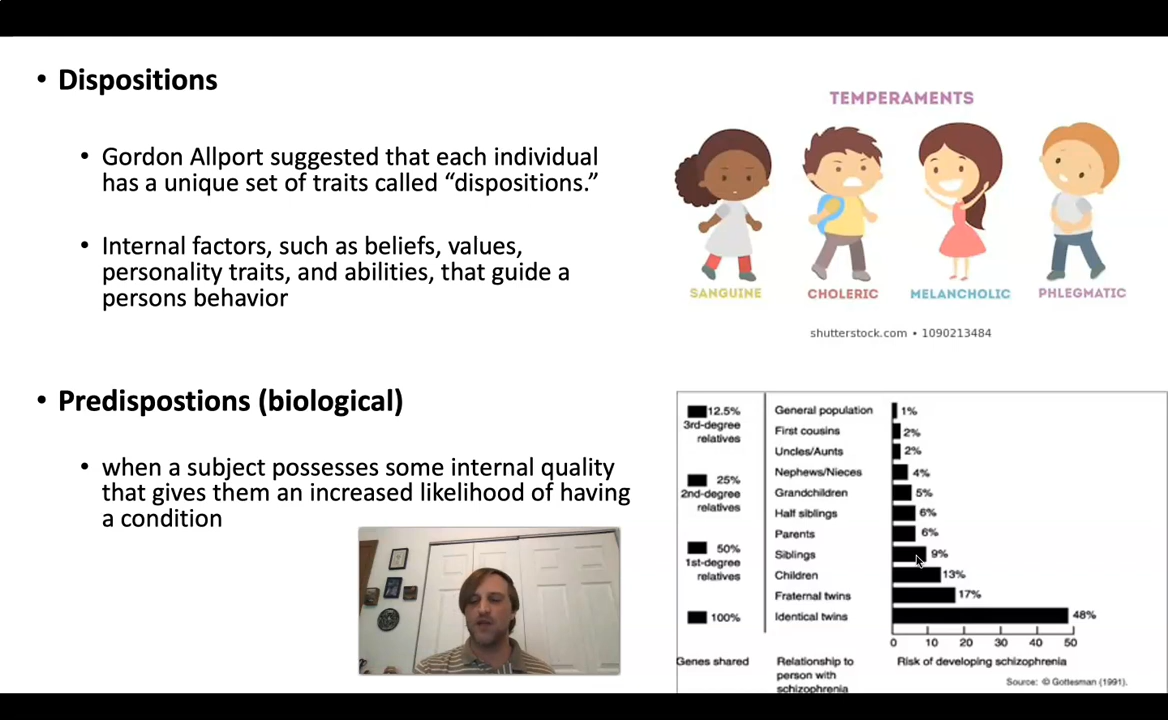 • Dispositions
• Gordon Allport suggested that each individual
has a unique set of traits called “dispositions.”
• Internal factors, such as beliefs, values,
personality traits, and abilities, that guide a
persons behavior
• Predispostions (biological)
• when a subject possesses some internal quality
that gives them an increased likelihood of having
a condition
TEMPERAMENTS
SANGUINE CHOLERIC MELANCHOLIC PHLEGMATIC
shutterstock.com • 1090213484
12.5%
3rd-degree
relatives
25%
2nd-degree
relatives
50%
1st-degree
relatives
100%
Genes shared
General population 1%
First cousins 2%
Uncles/Aunts 2%
Nephews/Nieces 4%
Grandchildren 5%
Half siblings 6%
Parents 6%
Siblings 9%
Children 13%
Fraternal twins 17%
Identical twins 48%
0 10 20 30 40 50
Relationship to
person with
schizophrenia
Risk of developing schizophrenia
Source: © Gottesman (1991).